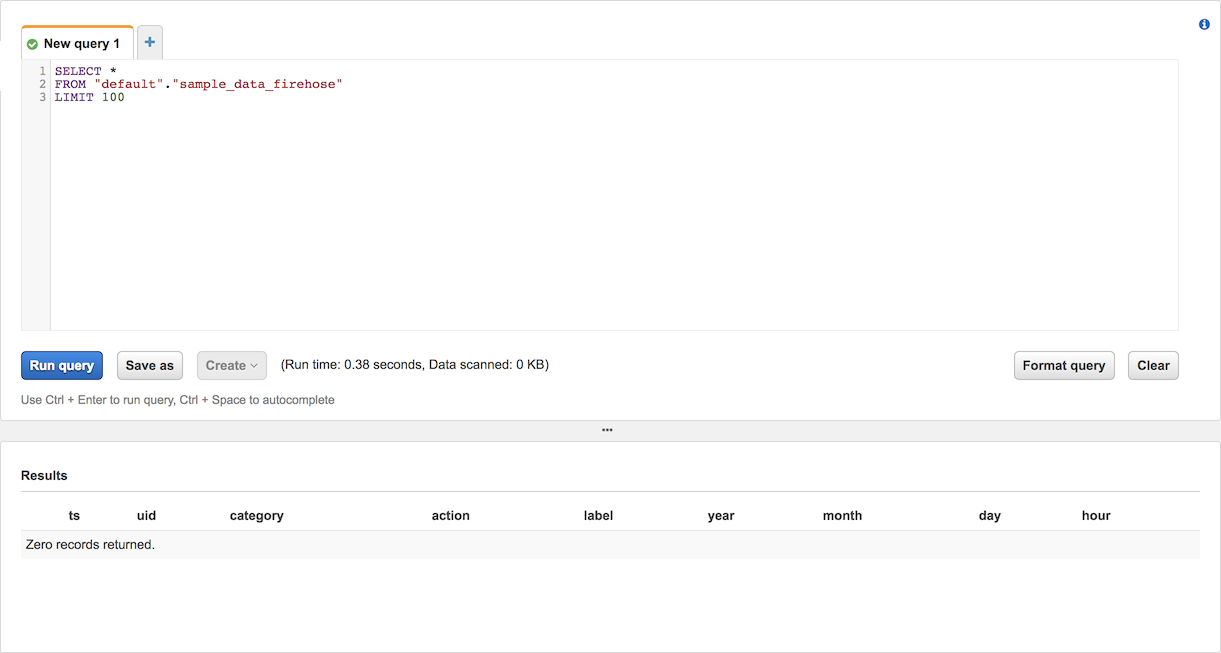 New query 1
+
1 SELECT *
2 FROM "default"."sample_data_firehose"
3 LIMIT 100
Run query Save as Create (Run time: 0.38 seconds, Data scanned: 0 KB) Format query Clear
Use Ctrl + Enter to run query, Ctrl + Space to autocomplete
Results
ts uid category action label year month day hour
Zero records returned.